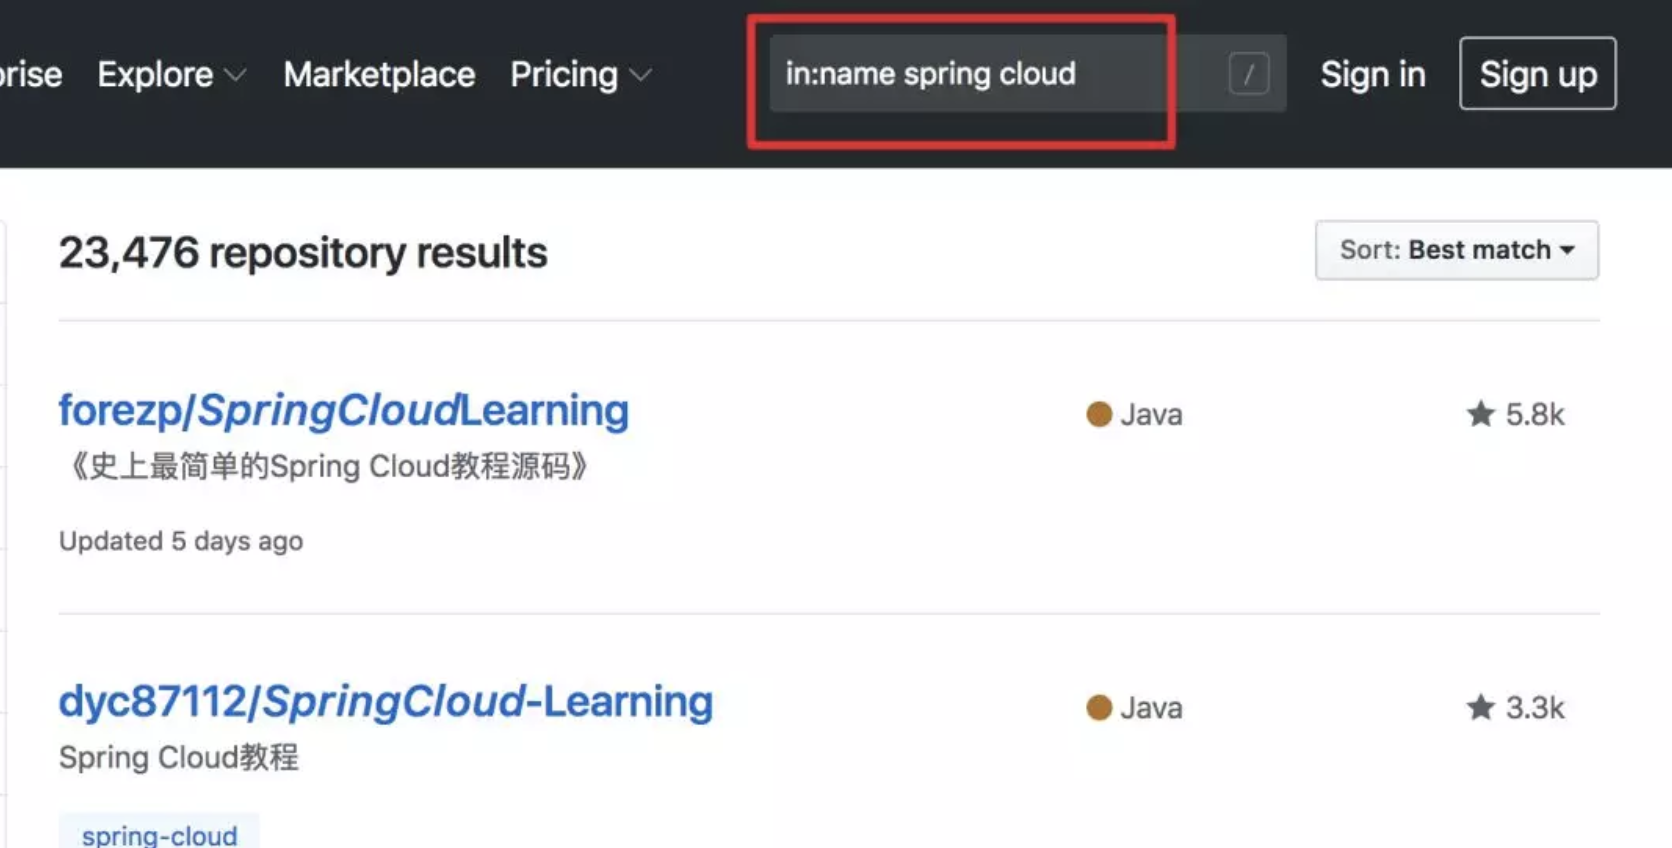 Explore Marketplace Pricing in:name spring cloud / Sign in Sign up
23,476 repository results Sort: Best match
forezp/SpringCloudLearning Java 5.8k
《史上最简单的Spring Cloud教程源码》
Updated 5 days ago
dyc87112/SpringCloud-Learning Java 3.3k
Spring Cloud教程
spring-cloud